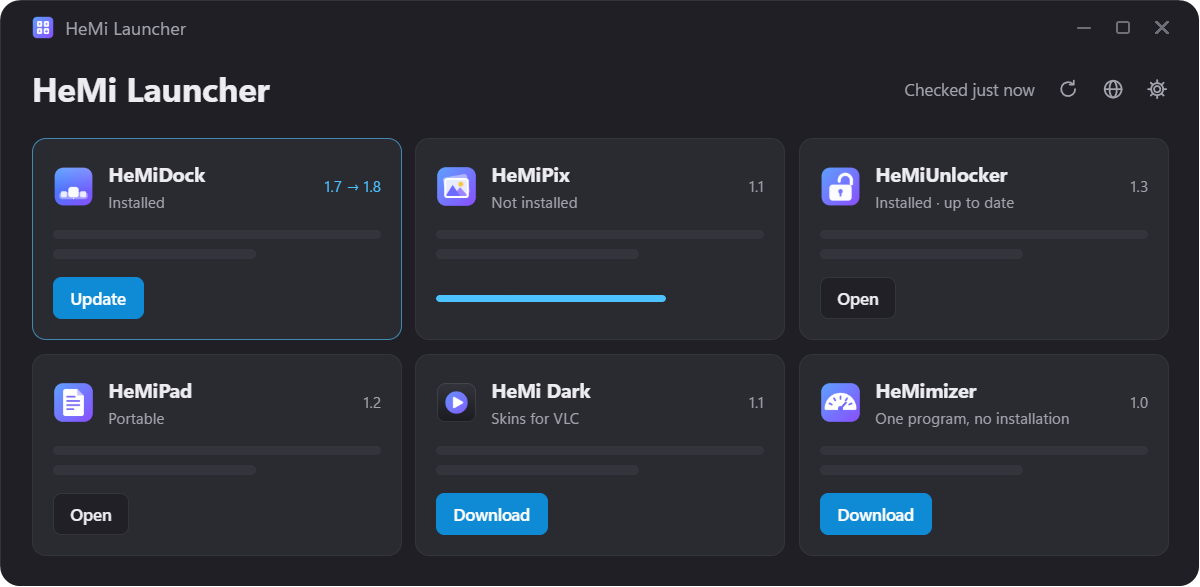 HeMi Launcher
HeMi Launcher
Checked just now
HeMiDock
Installed
1.7 → 1.8
Update
HeMiPix
Not installed
1.1
HeMiUnlocker
Installed · up to date
1.3
Open
HeMiPad
Portable
1.2
Open
HeMi Dark
Skins for VLC
1.1
Download
HeMimizer
One program, no installation
1.0
Download